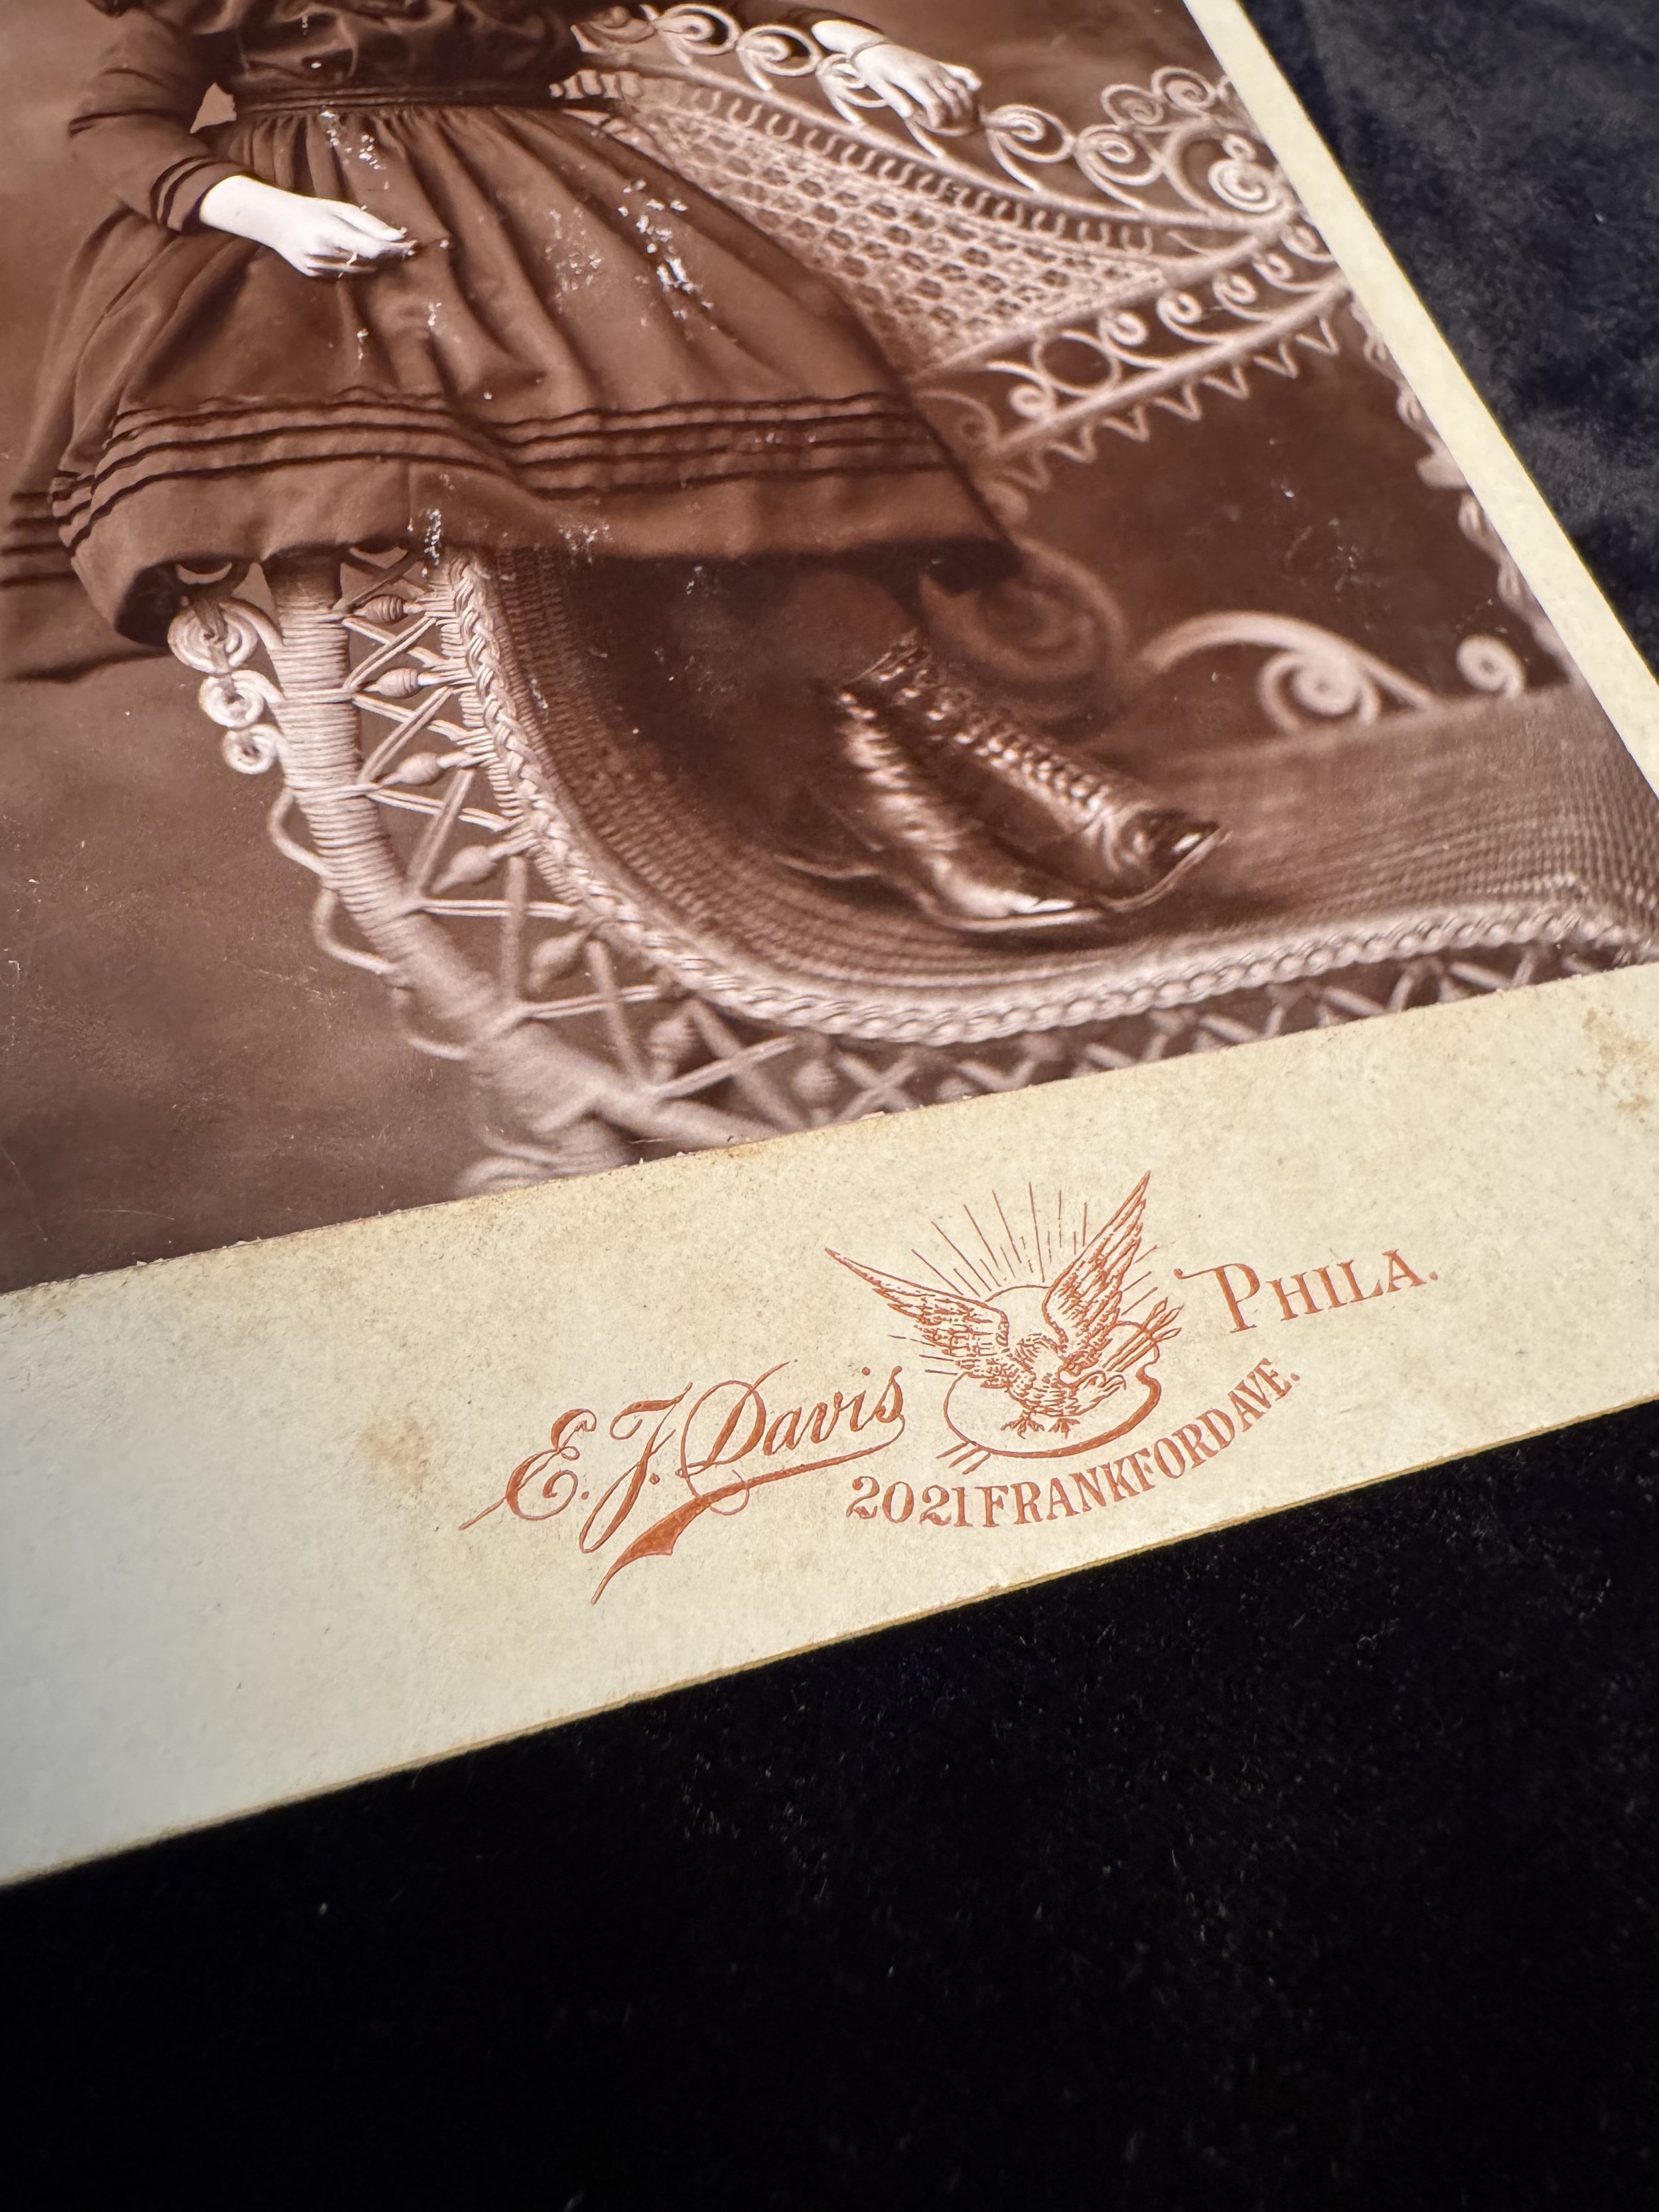 E. J. Davis
PHILA.
2021 FRANKFORD AVE.